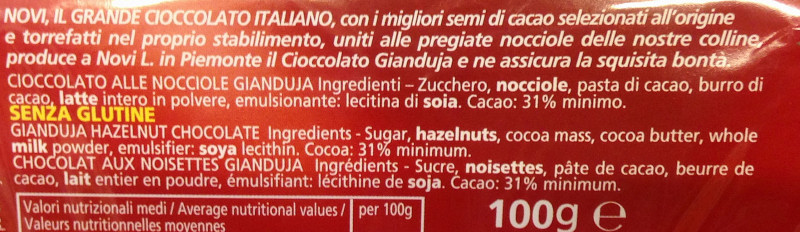 NOVI, IL GRANDE CIOCCOLATO ITALIANO, con i migliori semi di cacao selezionati all'origine
e torrefatti nel proprio stabilimento, uniti alle pregiate nocciole delle nostre colline,
produce a Novi L. in Piemonte il Cioccolato Gianduja e ne assicura la squisita bontà.
CIOCCOLATO ALLE NOCCIOLE GIANDUJA Ingredienti – Zucchero, nocciole, pasta di cacao, burro di
cacao, latte intero in polvere, emulsionante: lecitina di soia. Cacao: 31% minimo.
SENZA GLUTINE
GIANDUJA HAZELNUT CHOCOLATE Ingredients - Sugar, hazelnuts, cocoa mass, cocoa butter, whole
milk powder, emulsifier: soya lecithin. Cocoa: 31% minimum.
CHOCOLAT AUX NOISETTES GIANDUJA Ingrédients - Sucre, noisettes, pâte de cacao, beurre de
cacao, lait entier en poudre, émulsifiant: lécithine de soja. Cacao: 31% minimum.
Valori nutrizionali medi / Average nutritional values / per 100g
Valeurs nutritionnelles moyennes
100g e